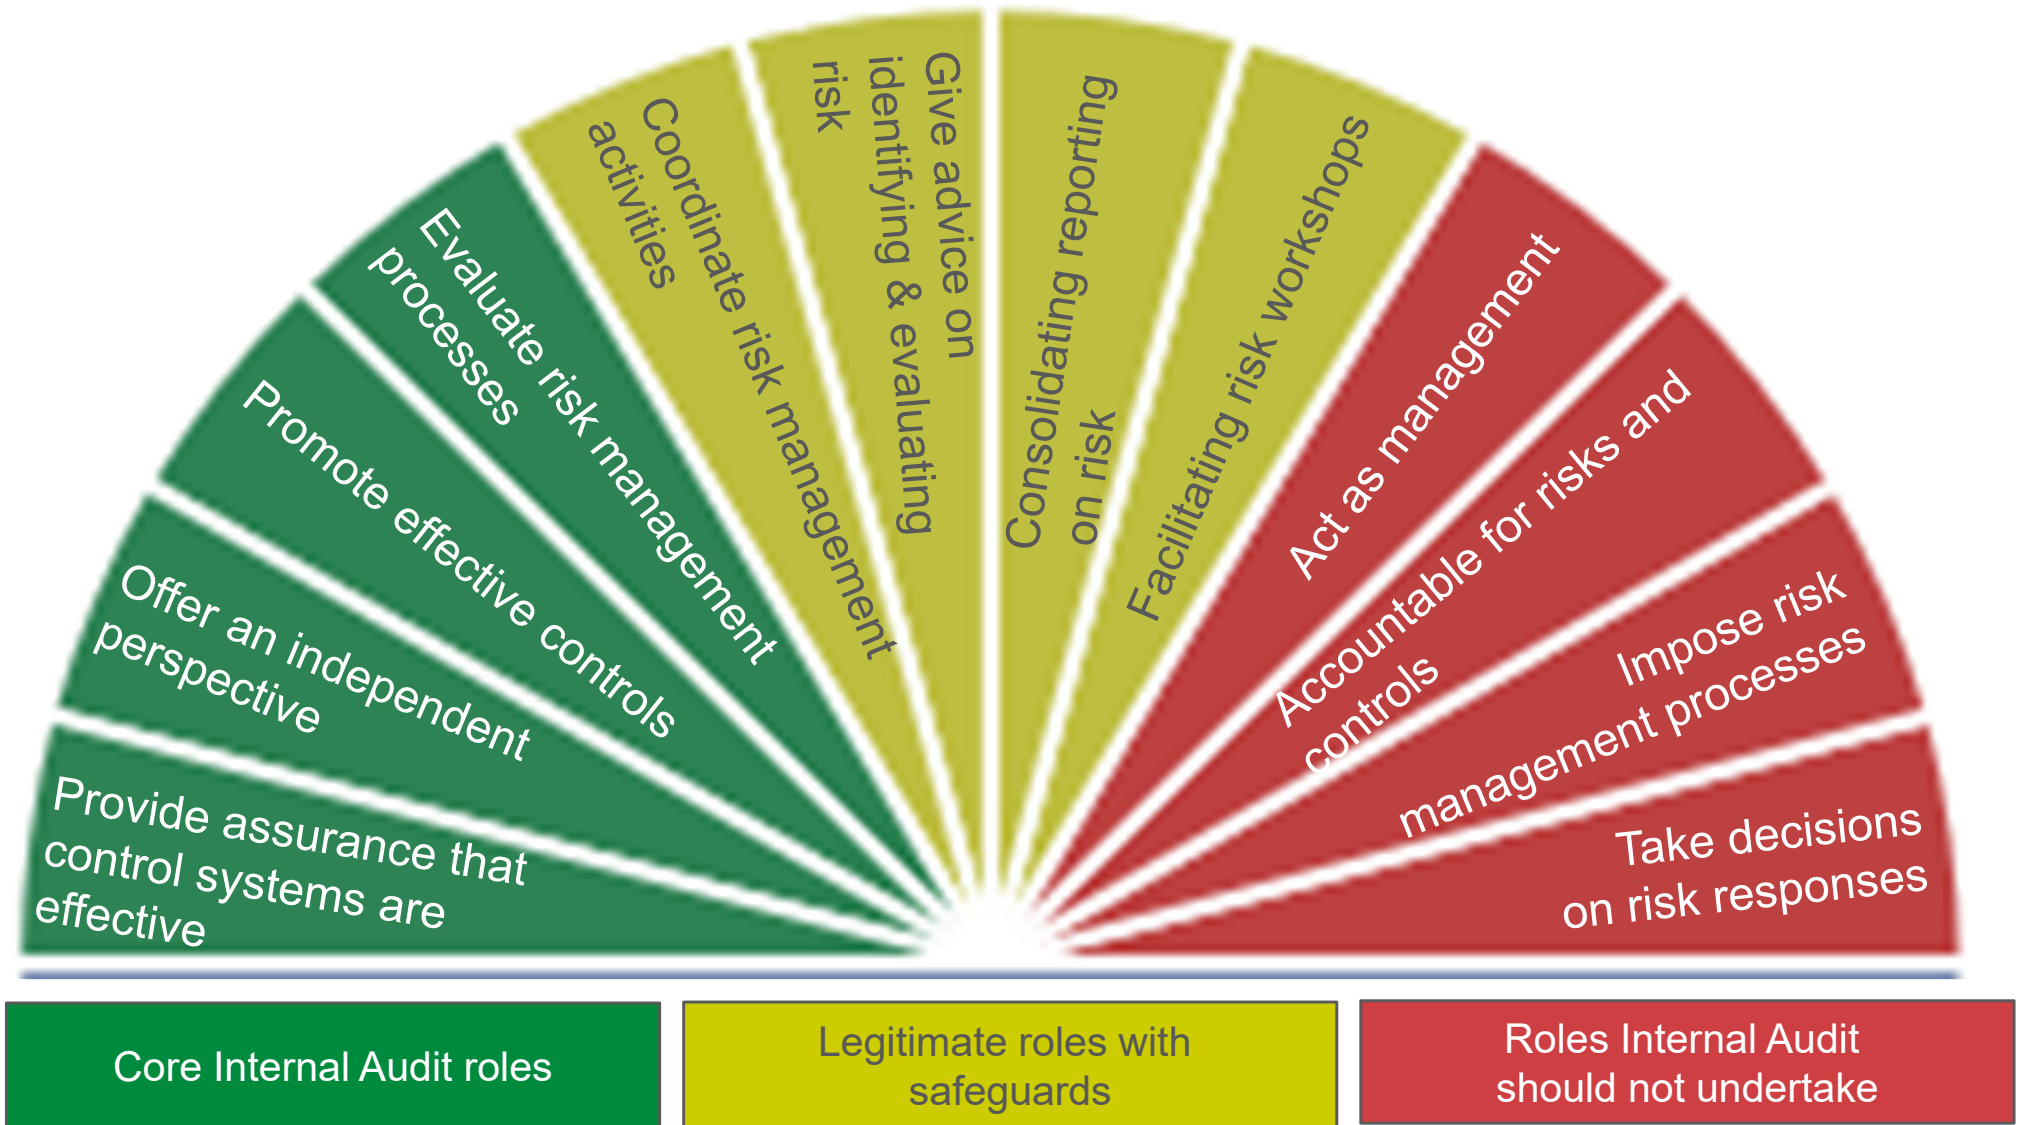 Provide assurance that
control systems are
effective
Offer an independent
perspective
Promote effective controls
Evaluate risk management
processes
Coordinate risk management
activities
Give advice on
identifying & evaluating
risk
Consolidating reporting
on risk
Facilitating risk workshops
Act as management
Accountable for risks and
controls
Impose risk
management processes
Take decisions
on risk responses
Core Internal Audit roles
Legitimate roles with
safeguards
Roles Internal Audit
should not undertake